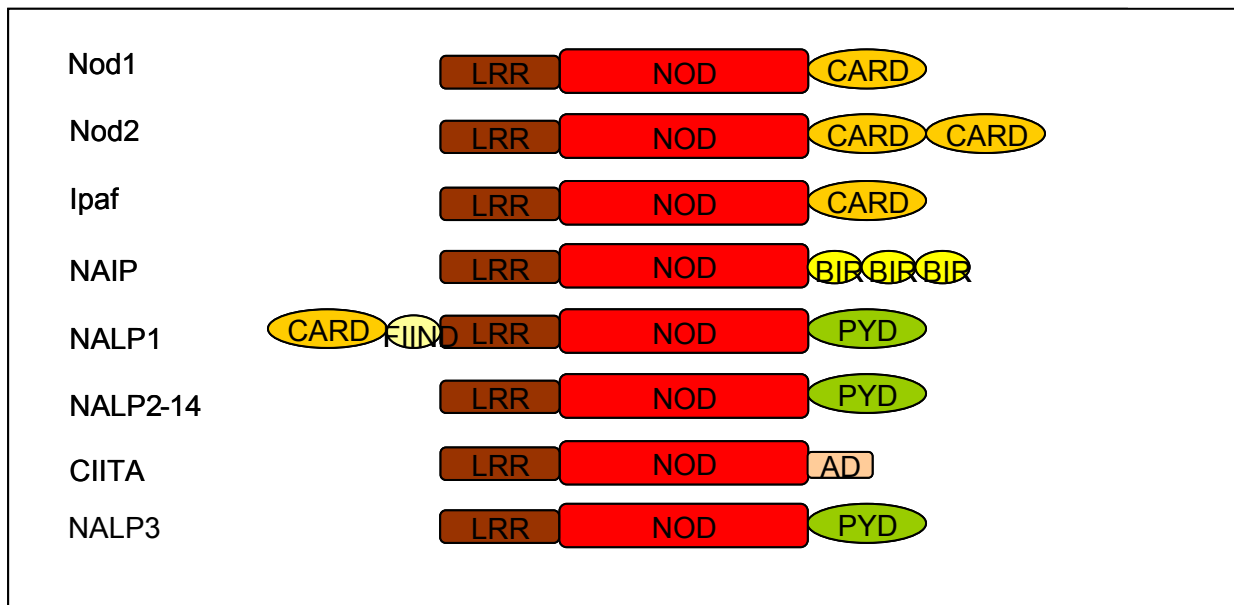 Nod1 LRR NOD CARD
Nod2 LRR NOD CARD CARD
Ipaf LRR NOD CARD
NAIP LRR NOD BIR BIR BIR
NALP1 CARD FIIND LRR NOD PYD
NALP2-14 LRR NOD PYD
CIITA LRR NOD AD
NALP3 LRR NOD PYD